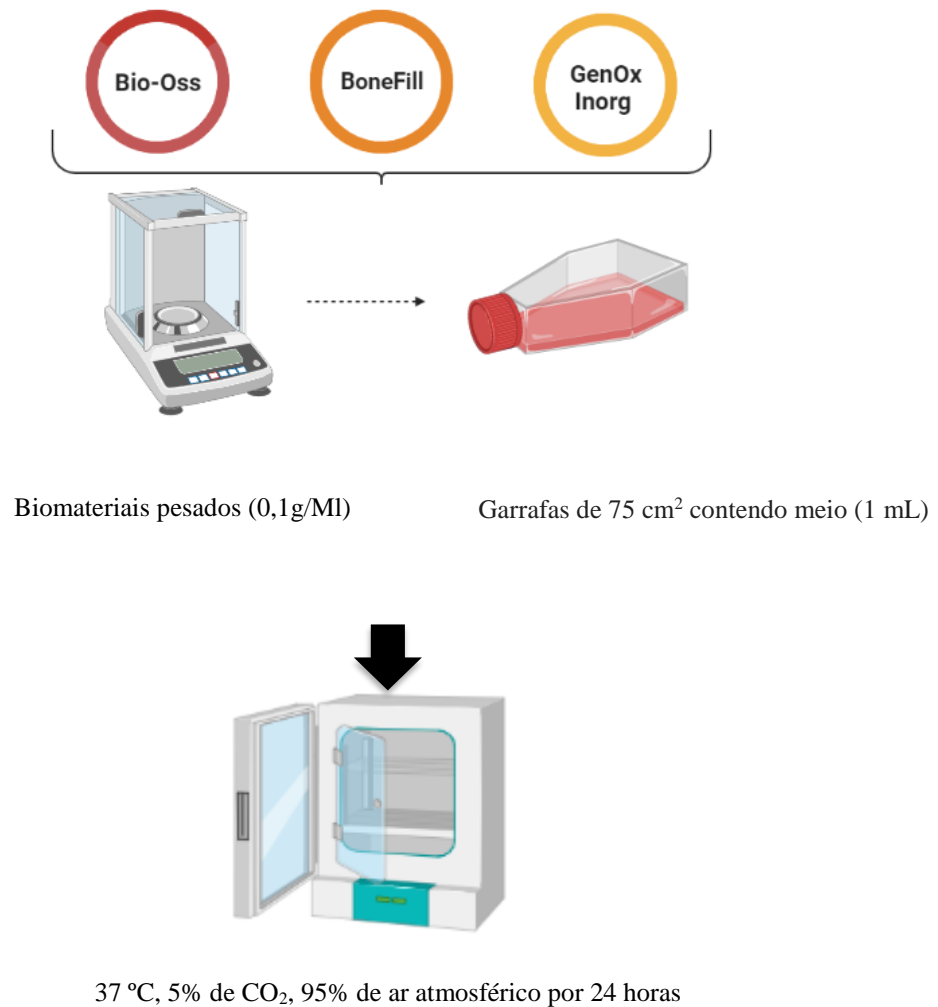 Bio-Oss
BoneFill
GenOx
Inorg
Biomateriais pesados (0,1g/Ml)
Garrafas de 75 cm² contendo meio (1 mL)
37 ºC, 5% de CO₂, 95% de ar atmosférico por 24 horas